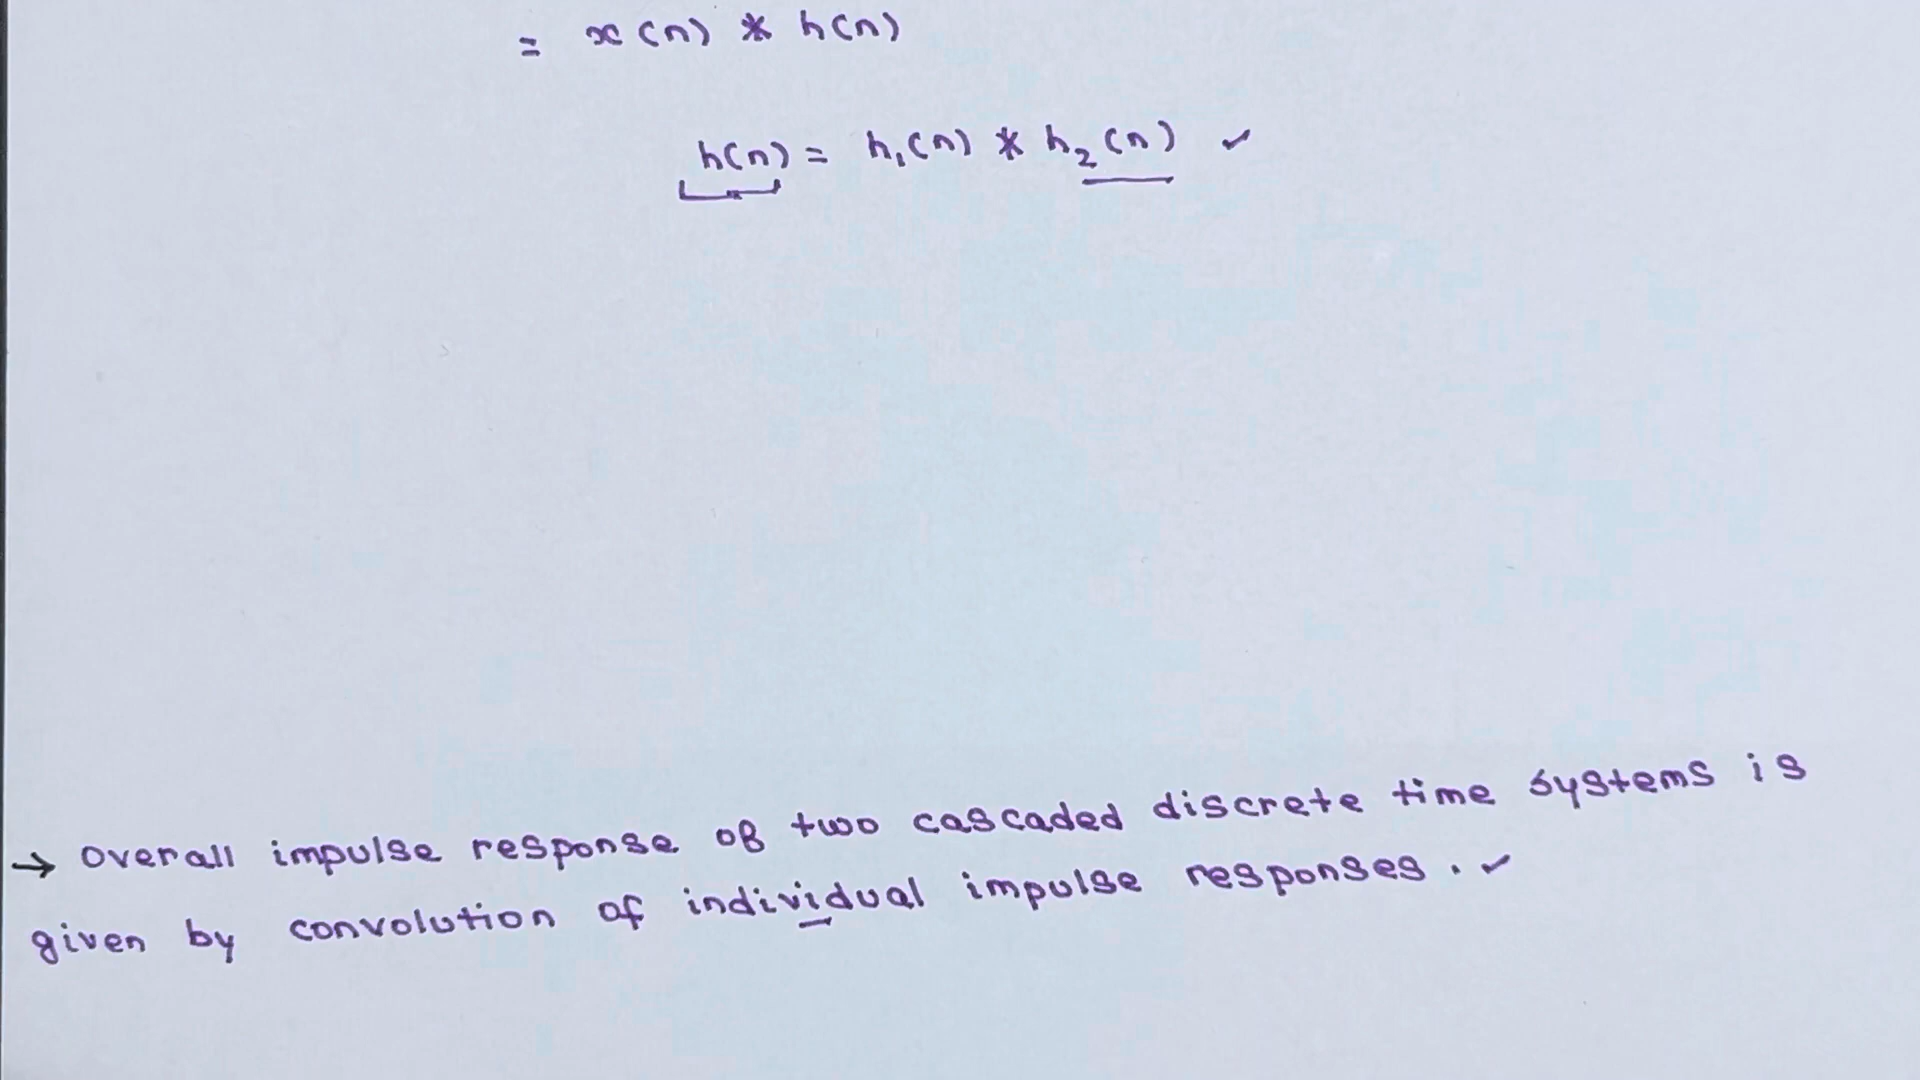 = x(n) * h(n)
h(n) = h₁(n) * h₂(n) ✓
→ overall impulse response of two cascaded discrete time systems is
given by convolution of individual impulse responses. ✓